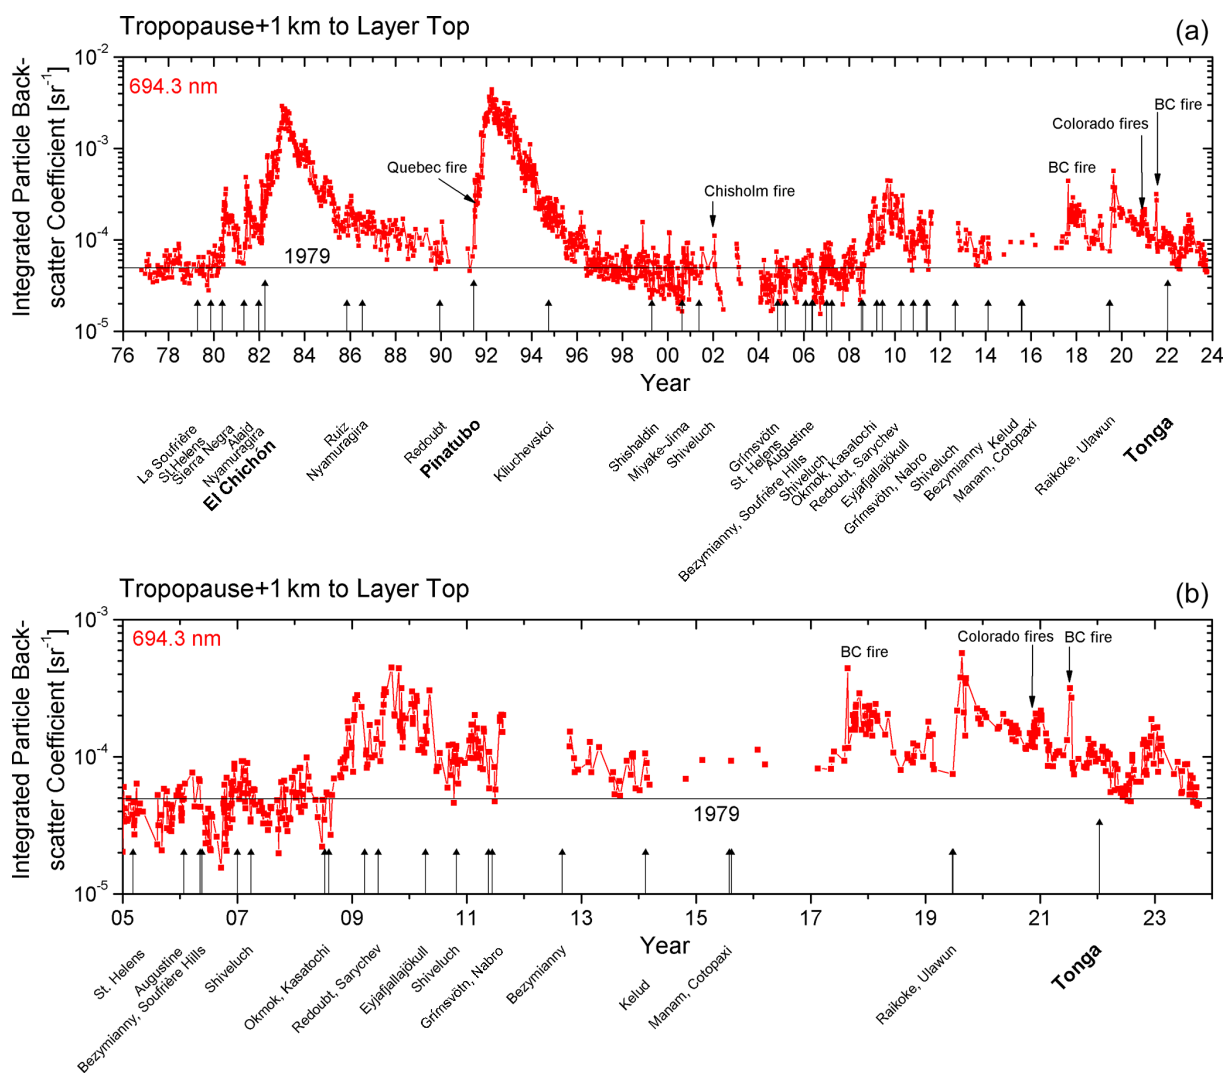 Tropopause+1 km to Layer Top
(a)
Integrated Particle Back-
scatter Coefficient [sr⁻¹]
10⁻²
10⁻³
10⁻⁴
10⁻⁵
694.3 nm
Quebec fire
Chisholm fire
BC fire
Colorado fires
BC fire
1979
76 78 80 82 84 86 88 90 92 94 96 98 00 02 04 06 08 10 12 14 16 18 20 22 24
Year
La Soufrière
St.Helens
Sierra Negra
Alaid
Nyamuragira
El Chichón
Ruiz
Nyamuragira
Redoubt
Pinatubo
Kliuchevskoi
Shishaldin
Miyake-Jima
Shiveluch
Grímsvötn
St. Helens
Augustine
Bezymianny, Soufrière Hills
Shiveluch
Okmok, Kasatochi
Redoubt, Sarychev
Eyjafjallajökull
Grímsvötn, Nabro
Shiveluch
Bezymianny
Kelud
Manam, Cotopaxi
Raikoke, Ulawun
Tonga
Tropopause+1 km to Layer Top
(b)
Integrated Particle Back-
scatter Coefficient [sr⁻¹]
10⁻³
10⁻⁴
10⁻⁵
694.3 nm
BC fire
Colorado fires
BC fire
1979
05 07 09 11 13 15 17 19 21 23
Year
St. Helens
Augustine
Bezymianny, Soufrière Hills
Shiveluch
Okmok, Kasatochi
Redoubt, Sarychev
Eyjafjallajökull
Shiveluch
Grímsvötn, Nabro
Bezymianny
Kelud
Manam, Cotopaxi
Raikoke, Ulawun
Tonga